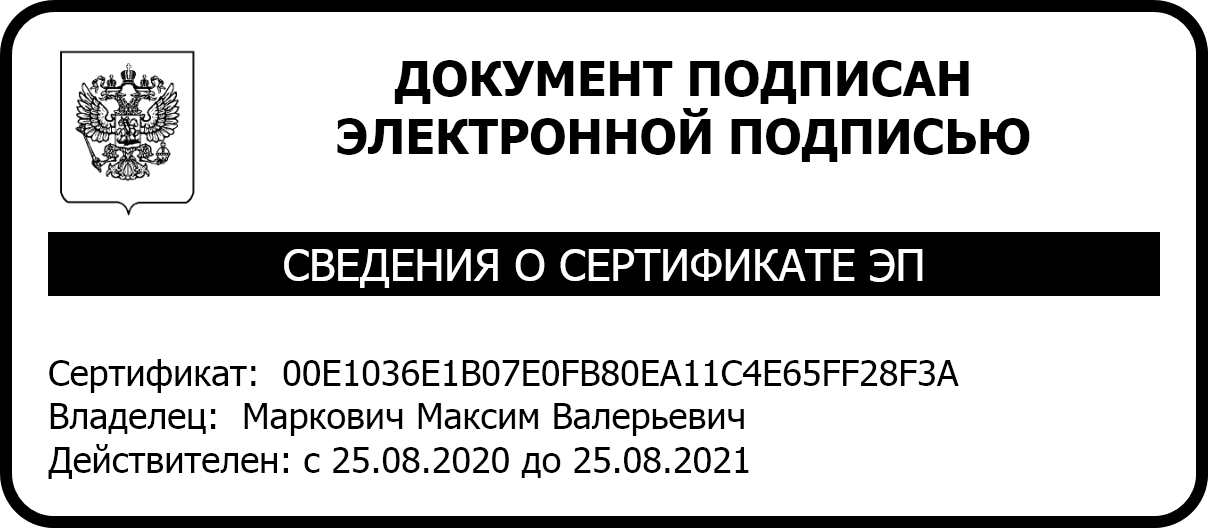 ДОКУМЕНТ ПОДПИСАН
ЭЛЕКТРОННОЙ ПОДПИСЬЮ
СВЕДЕНИЯ О СЕРТИФИКАТЕ ЭП
Сертификат: 00E1036E1B07E0FB80EA11C4E65FF28F3A
Владелец: Маркович Максим Валерьевич
Действителен: с 25.08.2020 до 25.08.2021